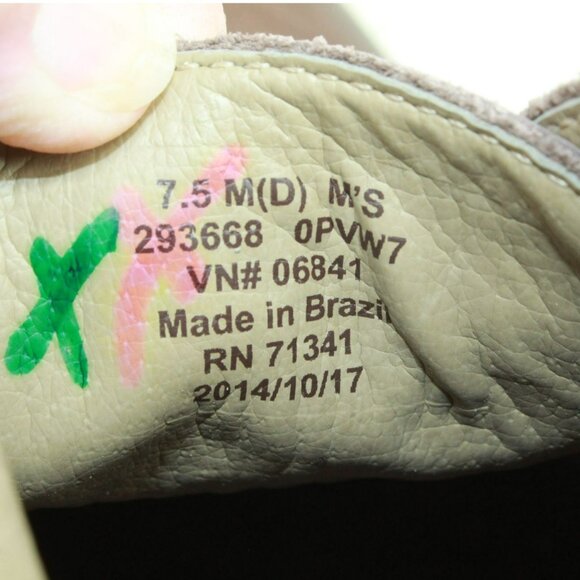 7.5 M(D) M'S
293668 0PVW7
VN# 06841
Made in Brazil
RN 71341
2014/10/17